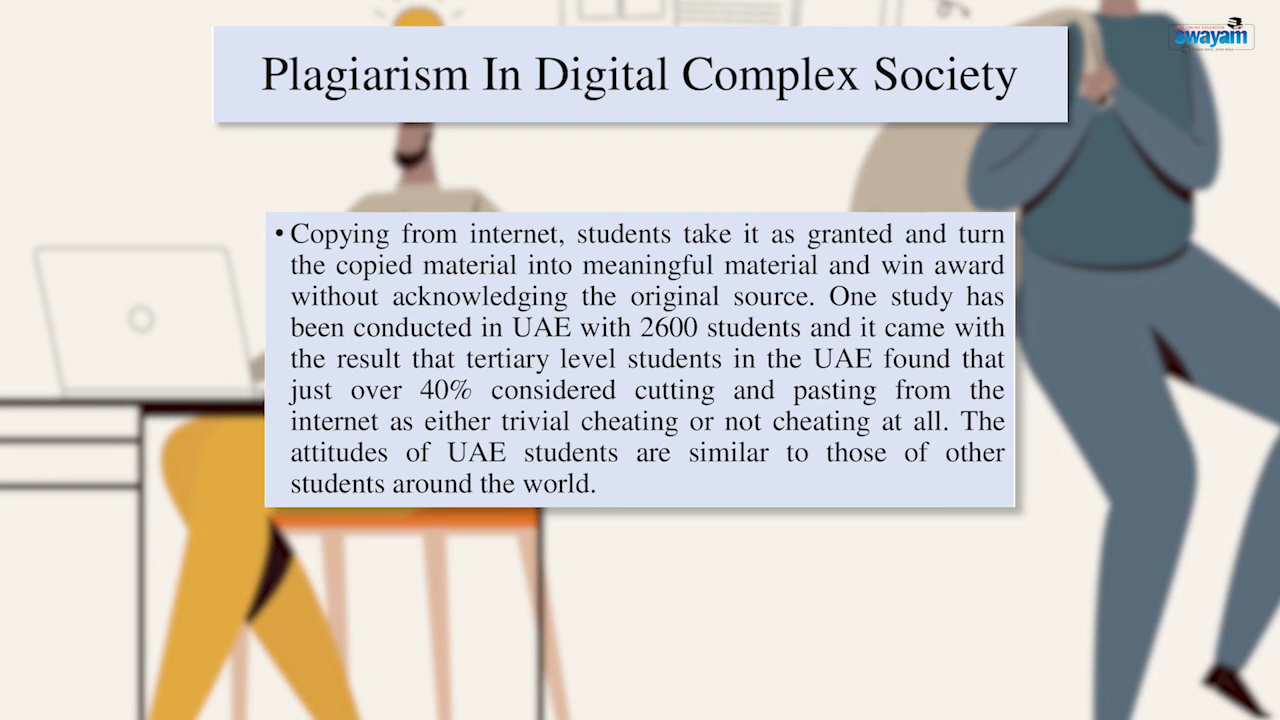 swayam
Plagiarism In Digital Complex Society
• Copying from internet, students take it as granted and turn
the copied material into meaningful material and win award
without acknowledging the original source. One study has
been conducted in UAE with 2600 students and it came with
the result that tertiary level students in the UAE found that
just over 40% considered cutting and pasting from the
internet as either trivial cheating or not cheating at all. The
attitudes of UAE students are similar to those of other
students around the world.